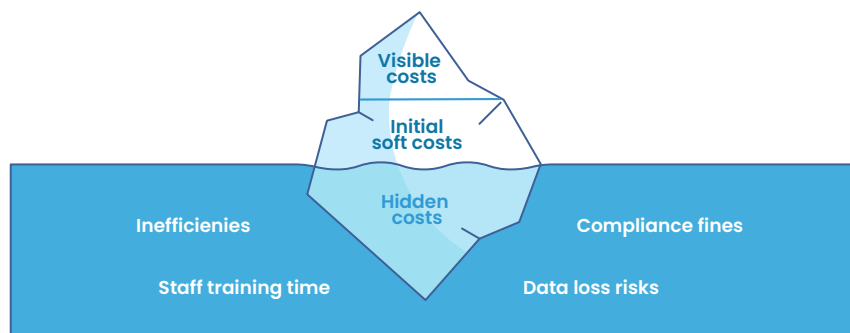 Visible
costs
Initial
soft costs
Hidden
costs
Inefficienies
Compliance fines
Staff training time
Data loss risks